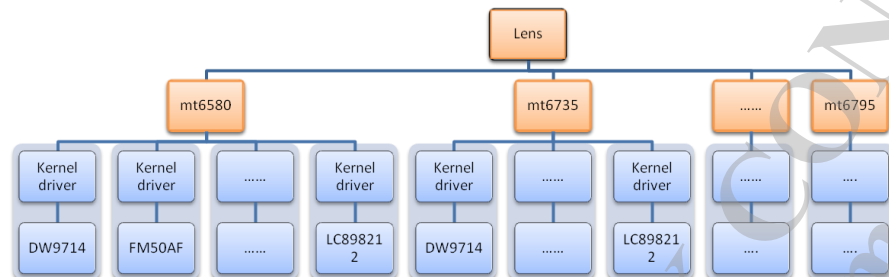 Lens
mt6580
mt6735
......
mt6795
Kernel
driver
Kernel
driver
......
Kernel
driver
Kernel
driver
......
Kernel
driver
......
....
DW9714
FM50AF
......
LC89821
2
DW9714
......
LC89821
2
....
....
CON